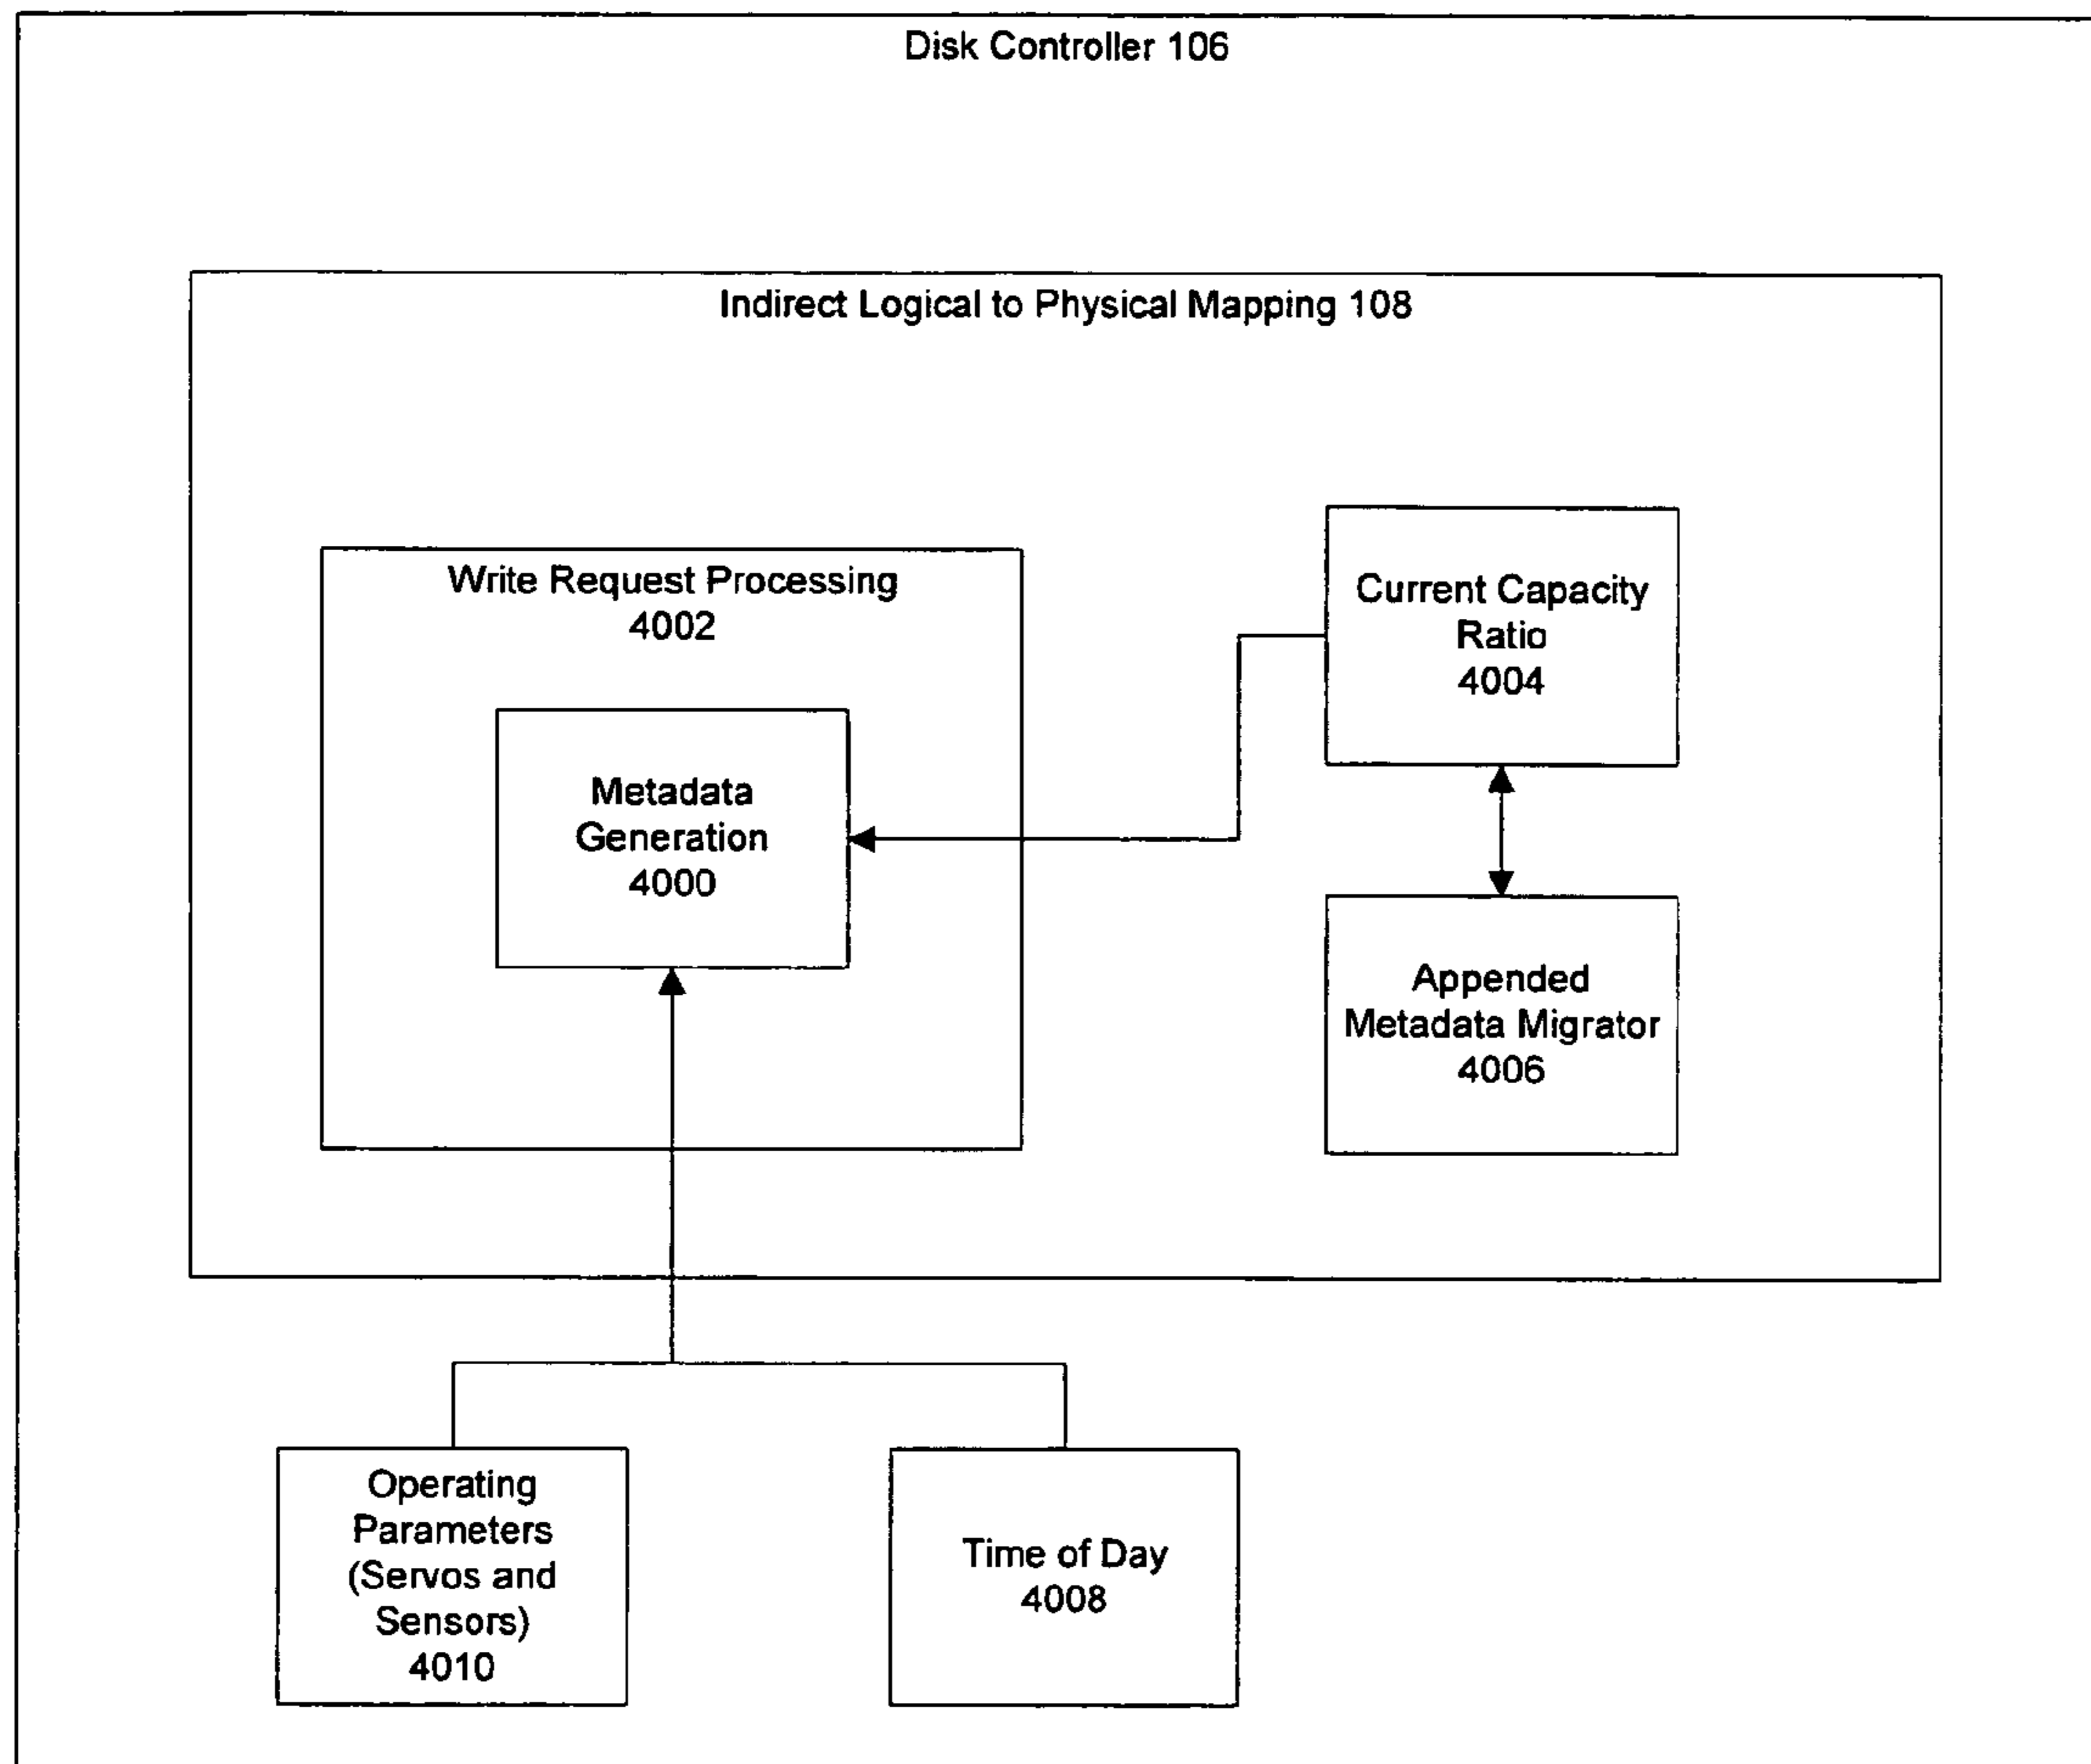 Disk Controller 106
Indirect Logical to Physical Mapping 108
Write Request Processing
4002
Metadata
Generation
4000
Current Capacity
Ratio
4004
Appended
Metadata Migrator
4006
Operating
Parameters
(Servos and
Sensors)
4010
Time of Day
4008